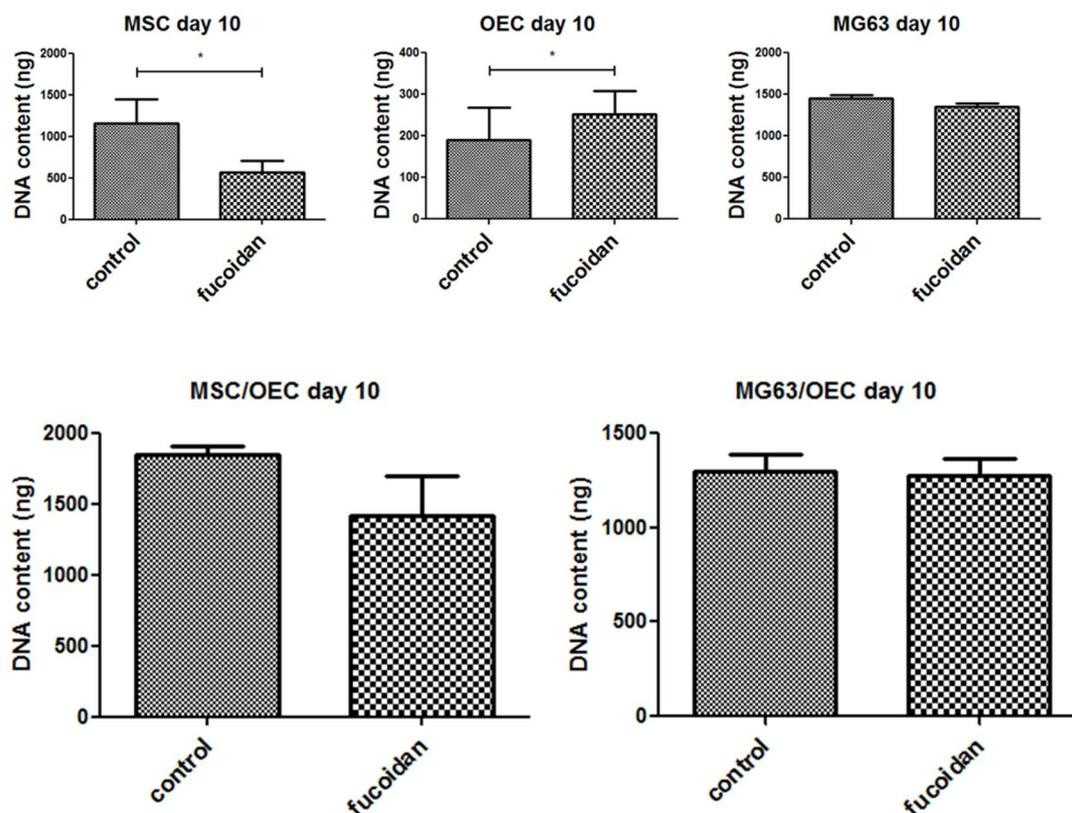 MSC day 10
DNA content (ng)
2000
1500
1000
500
0
*
control
fucoidan
OEC day 10
DNA content (ng)
400
300
200
100
0
*
control
fucoidan
MG63 day 10
DNA content (ng)
2000
1500
1000
500
0
control
fucoidan
MSC/OEC day 10
DNA content (ng)
2000
1500
1000
500
0
control
fucoidan
MG63/OEC day 10
DNA content (ng)
1500
1000
500
0
control
fucoidan